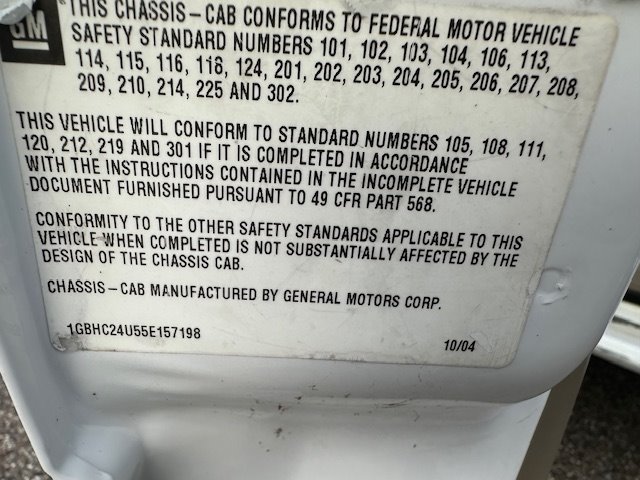 GM
THIS CHASSIS-CAB CONFORMS TO FEDERAL MOTOR VEHICLE
SAFETY STANDARD NUMBERS 101, 102, 103, 104, 106, 113,
114, 115, 116, 118, 124, 201, 202, 203, 204, 205, 206, 207, 208,
209, 210, 214, 225 AND 302.
THIS VEHICLE WILL CONFORM TO STANDARD NUMBERS 105, 108, 111,
120, 212, 219 AND 301 IF IT IS COMPLETED IN ACCORDANCE
WITH THE INSTRUCTIONS CONTAINED IN THE INCOMPLETE VEHICLE
DOCUMENT FURNISHED PURSUANT TO 49 CFR PART 568.
CONFORMITY TO THE OTHER SAFETY STANDARDS APPLICABLE TO THIS
VEHICLE WHEN COMPLETED IS NOT SUBSTANTIALLY AFFECTED BY THE
DESIGN OF THE CHASSIS CAB.
CHASSIS-CAB MANUFACTURED BY GENERAL MOTORS CORP.
1GBHC24U55E157198
10/04